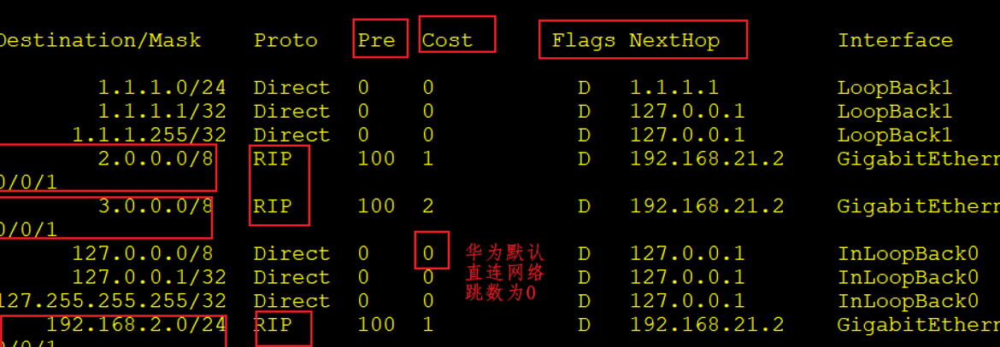 Destination/Mask Proto Pre Cost Flags NextHop Interface
1.1.1.0/24 Direct 0 0 D 1.1.1.1 LoopBack1
1.1.1.1/32 Direct 0 0 D 127.0.0.1 LoopBack1
1.1.1.255/32 Direct 0 0 D 127.0.0.1 LoopBack1
2.0.0.0/8 RIP 100 1 D 192.168.21.2 GigabitEthern
0/0/1
3.0.0.0/8 RIP 100 2 D 192.168.21.2 GigabitEthern
0/0/1
127.0.0.0/8 Direct 0 0 D 127.0.0.1 InLoopBack0
127.0.0.1/32 Direct 0 0 D 127.0.0.1 InLoopBack0
127.255.255.255/32 Direct 0 0 D 127.0.0.1 InLoopBack0
华为默认
直连网络
跳数为0
192.168.2.0/24 RIP 100 1 D 192.168.21.2 GigabitEthern
0/0/1